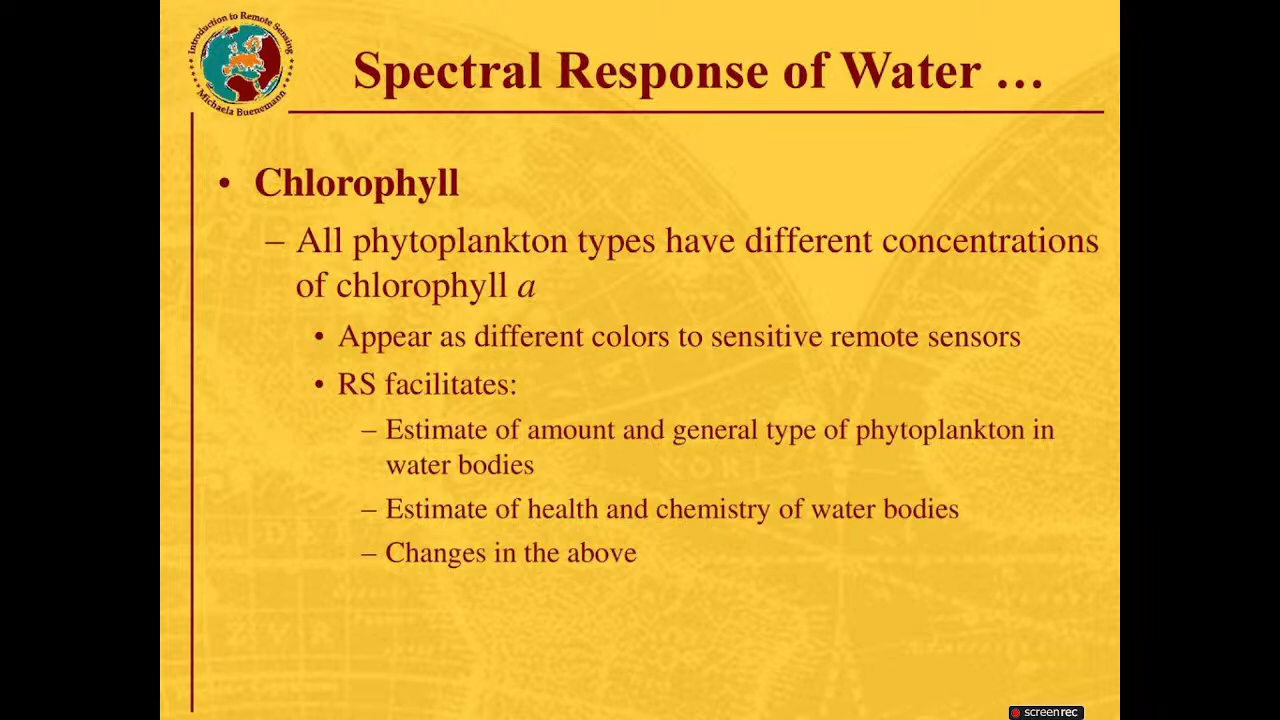 Introduction to Remote Sensing
Michaela Buenemann
Spectral Response of Water …
• Chlorophyll
– All phytoplankton types have different concentrations
of chlorophyll a
• Appear as different colors to sensitive remote sensors
• RS facilitates:
– Estimate of amount and general type of phytoplankton in
water bodies
– Estimate of health and chemistry of water bodies
– Changes in the above
screenrec